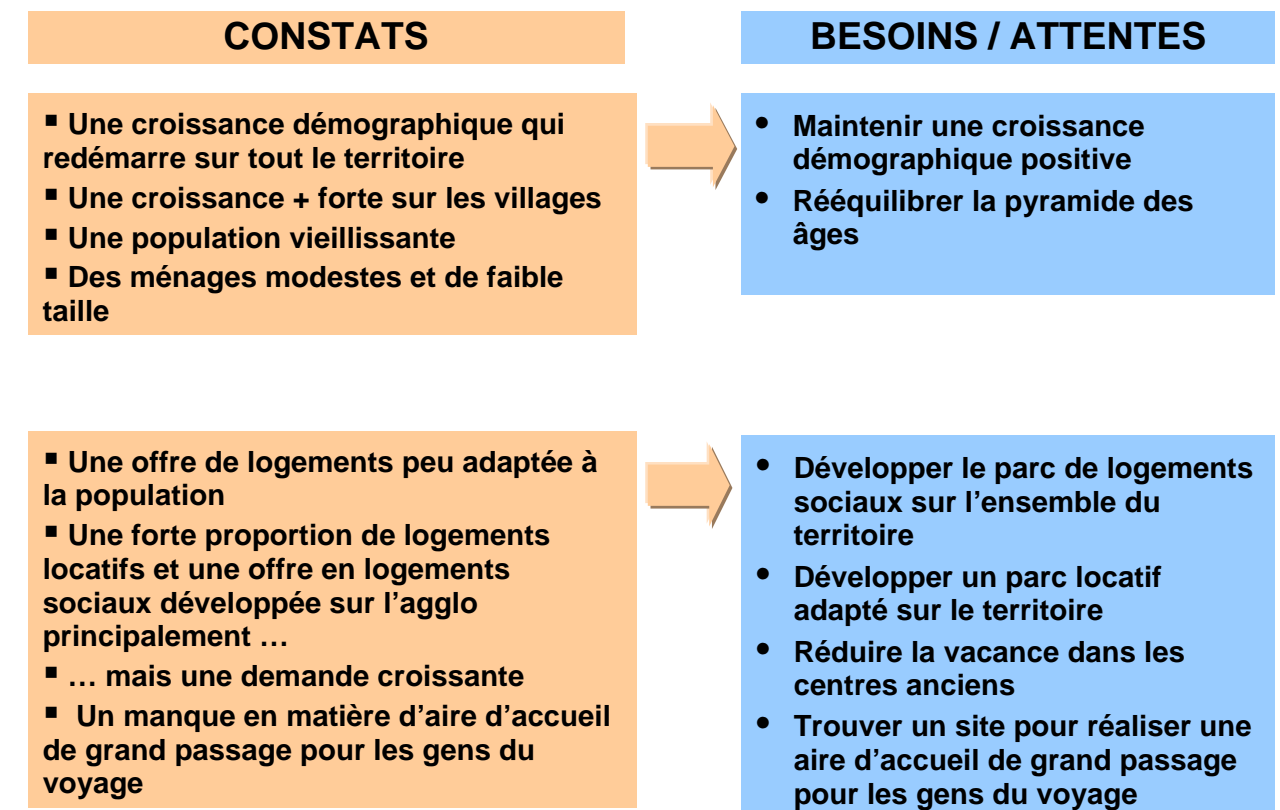 CONSTATS
BESOINS / ATTENTES
▪ Une croissance démographique qui
redémarre sur tout le territoire
▪ Une croissance + forte sur les villages
▪ Une population vieillissante
▪ Des ménages modestes et de faible
taille
• Maintenir une croissance
démographique positive
• Rééquilibrer la pyramide des
âges
▪ Une offre de logements peu adaptée à
la population
▪ Une forte proportion de logements
locatifs et une offre en logements
sociaux développée sur l’agglo
principalement …
▪ … mais une demande croissante
▪ Un manque en matière d’aire d’accueil
de grand passage pour les gens du
voyage
• Développer le parc de logements
sociaux sur l’ensemble du
territoire
• Développer un parc locatif
adapté sur le territoire
• Réduire la vacance dans les
centres anciens
• Trouver un site pour réaliser une
aire d’accueil de grand passage
pour les gens du voyage